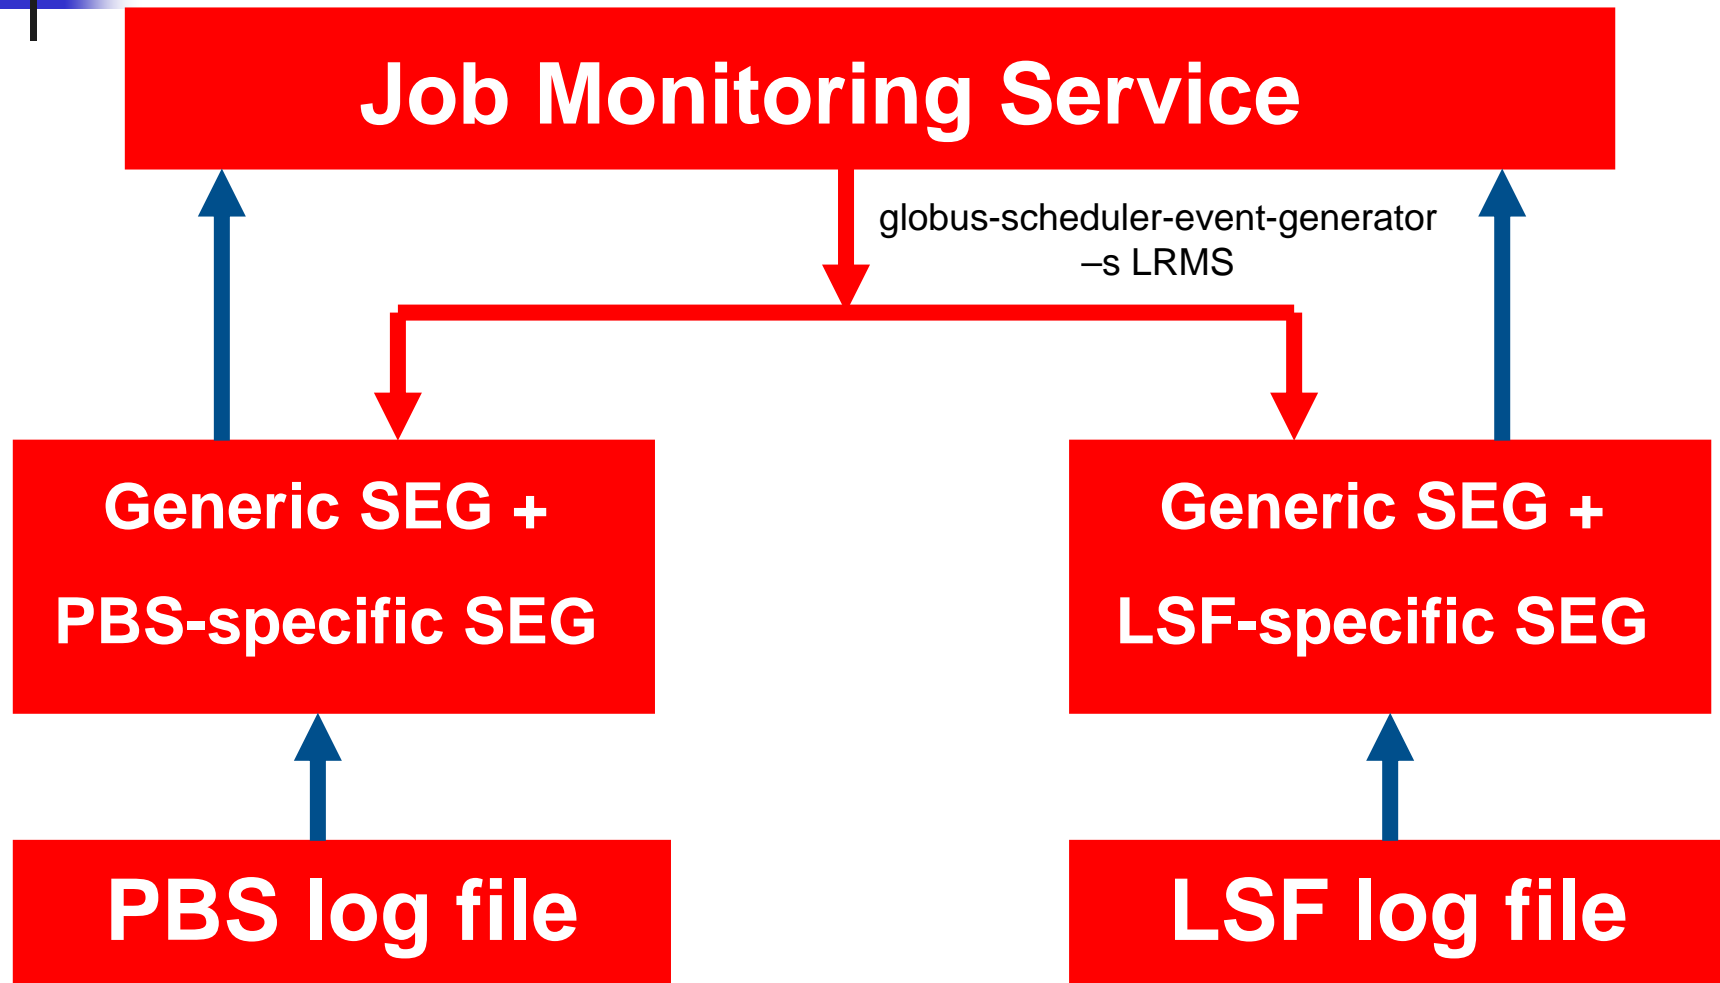 Job Monitoring Service
globus-scheduler-event-generator
–s LRMS
Generic SEG +
PBS-specific SEG
Generic SEG +
LSF-specific SEG
PBS log file
LSF log file